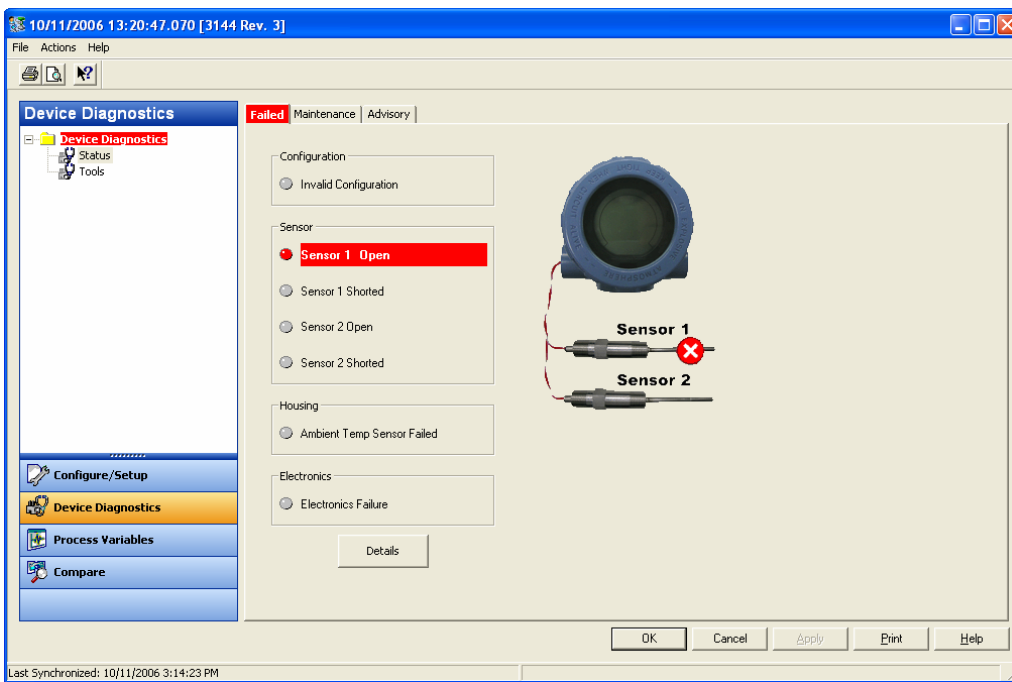 10/11/2006 13:20:47.070 [3144 Rev. 3]
File Actions Help
Device Diagnostics
Device Diagnostics
Status
Tools
Configure/Setup
Device Diagnostics
Process Variables
Compare
Failed Maintenance Advisory
Configuration
Invalid Configuration
Sensor
Sensor 1 Open
Sensor 1 Shorted
Sensor 2 Open
Sensor 2 Shorted
Housing
Ambient Temp Sensor Failed
Electronics
Electronics Failure
Details
Sensor 1
Sensor 2
OK Cancel Apply Print Help
Last Synchronized: 10/11/2006 3:14:23 PM